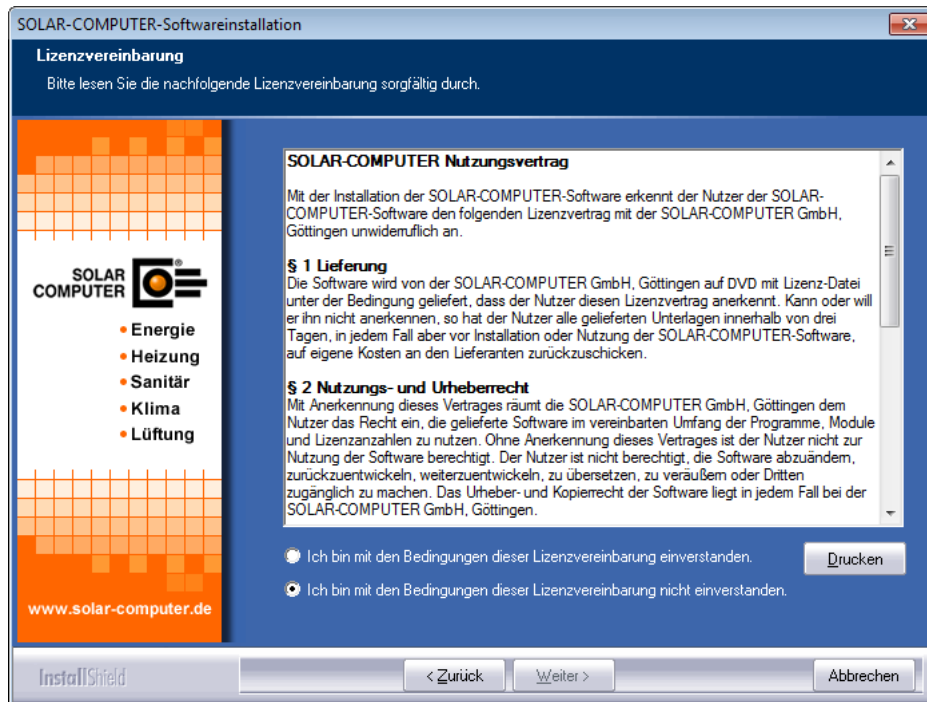 SOLAR-COMPUTER-Softwareinstallation
Lizenzvereinbarung
Bitte lesen Sie die nachfolgende Lizenzvereinbarung sorgfältig durch.
SOLAR
COMPUTER
®
• Energie
• Heizung
• Sanitär
• Klima
• Lüftung
www.solar-computer.de
SOLAR-COMPUTER Nutzungsvertrag
Mit der Installation der SOLAR-COMPUTER-Software erkennt der Nutzer der SOLAR-
COMPUTER-Software den folgenden Lizenzvertrag mit der SOLAR-COMPUTER GmbH,
Göttingen unwiderruflich an.
§ 1 Lieferung
Die Software wird von der SOLAR-COMPUTER GmbH, Göttingen auf DVD mit Lizenz-Datei
unter der Bedingung geliefert, dass der Nutzer diesen Lizenzvertrag anerkennt. Kann oder will
er ihn nicht anerkennen, so hat der Nutzer alle gelieferten Unterlagen innerhalb von drei
Tagen, in jedem Fall aber vor Installation oder Nutzung der SOLAR-COMPUTER-Software,
auf eigene Kosten an den Lieferanten zurückzuschicken.
§ 2 Nutzungs- und Urheberrecht
Mit Anerkennung dieses Vertrages räumt die SOLAR-COMPUTER GmbH, Göttingen dem
Nutzer das Recht ein, die gelieferte Software im vereinbarten Umfang der Programme, Module
und Lizenzanzahlen zu nutzen. Ohne Anerkennung dieses Vertrages ist der Nutzer nicht zur
Nutzung der Software berechtigt. Der Nutzer ist nicht berechtigt, die Software abzuändern,
zurückzuentwickeln, weiterzuentwickeln, zu übersetzen, zu veräußern oder Dritten
zugänglich zu machen. Das Urheber- und Kopierrecht der Software liegt in jedem Fall bei der
SOLAR-COMPUTER GmbH, Göttingen.
Ich bin mit den Bedingungen dieser Lizenzvereinbarung einverstanden.
Drucken
Ich bin mit den Bedingungen dieser Lizenzvereinbarung nicht einverstanden.
InstallShield
< Zurück
Weiter >
Abbrechen